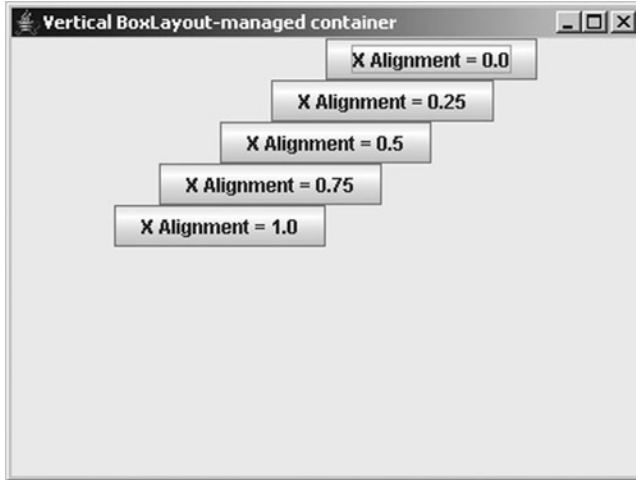 Vertical BoxLayout-managed container
X Alignment = 0.0
X Alignment = 0.25
X Alignment = 0.5
X Alignment = 0.75
X Alignment = 1.0